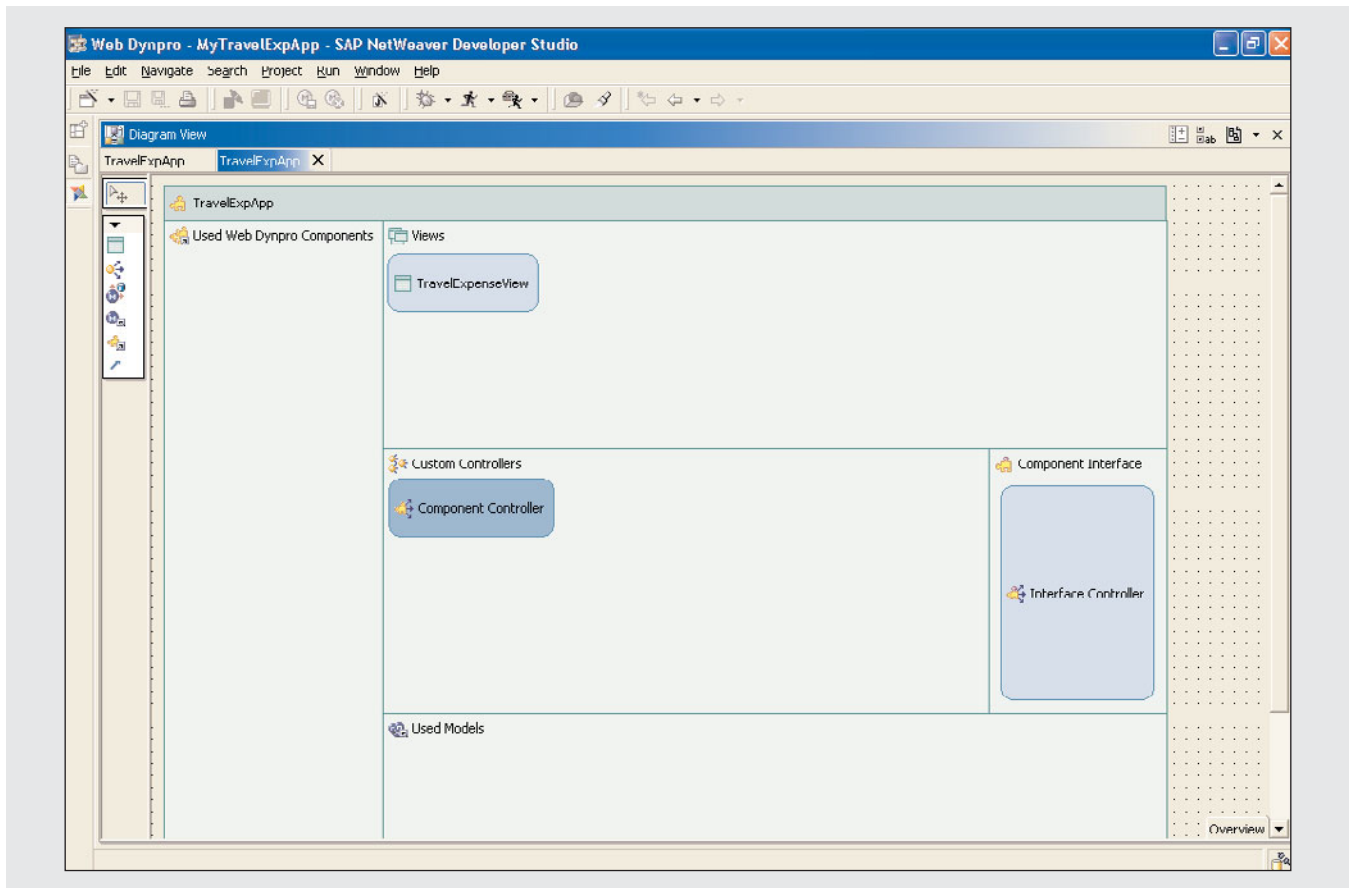 Web Dynpro - MyTravelExpApp - SAP NetWeaver Developer Studio
File Edit Navigate Search Project Run Window Help
Diagram View
TravelExpApp TravelExpApp
TravelExpApp
Used Web Dynpro Components
Views
TravelExpenseView
Custom Controllers
Component Controller
Component Interface
Interface Controller
Used Models
Overview